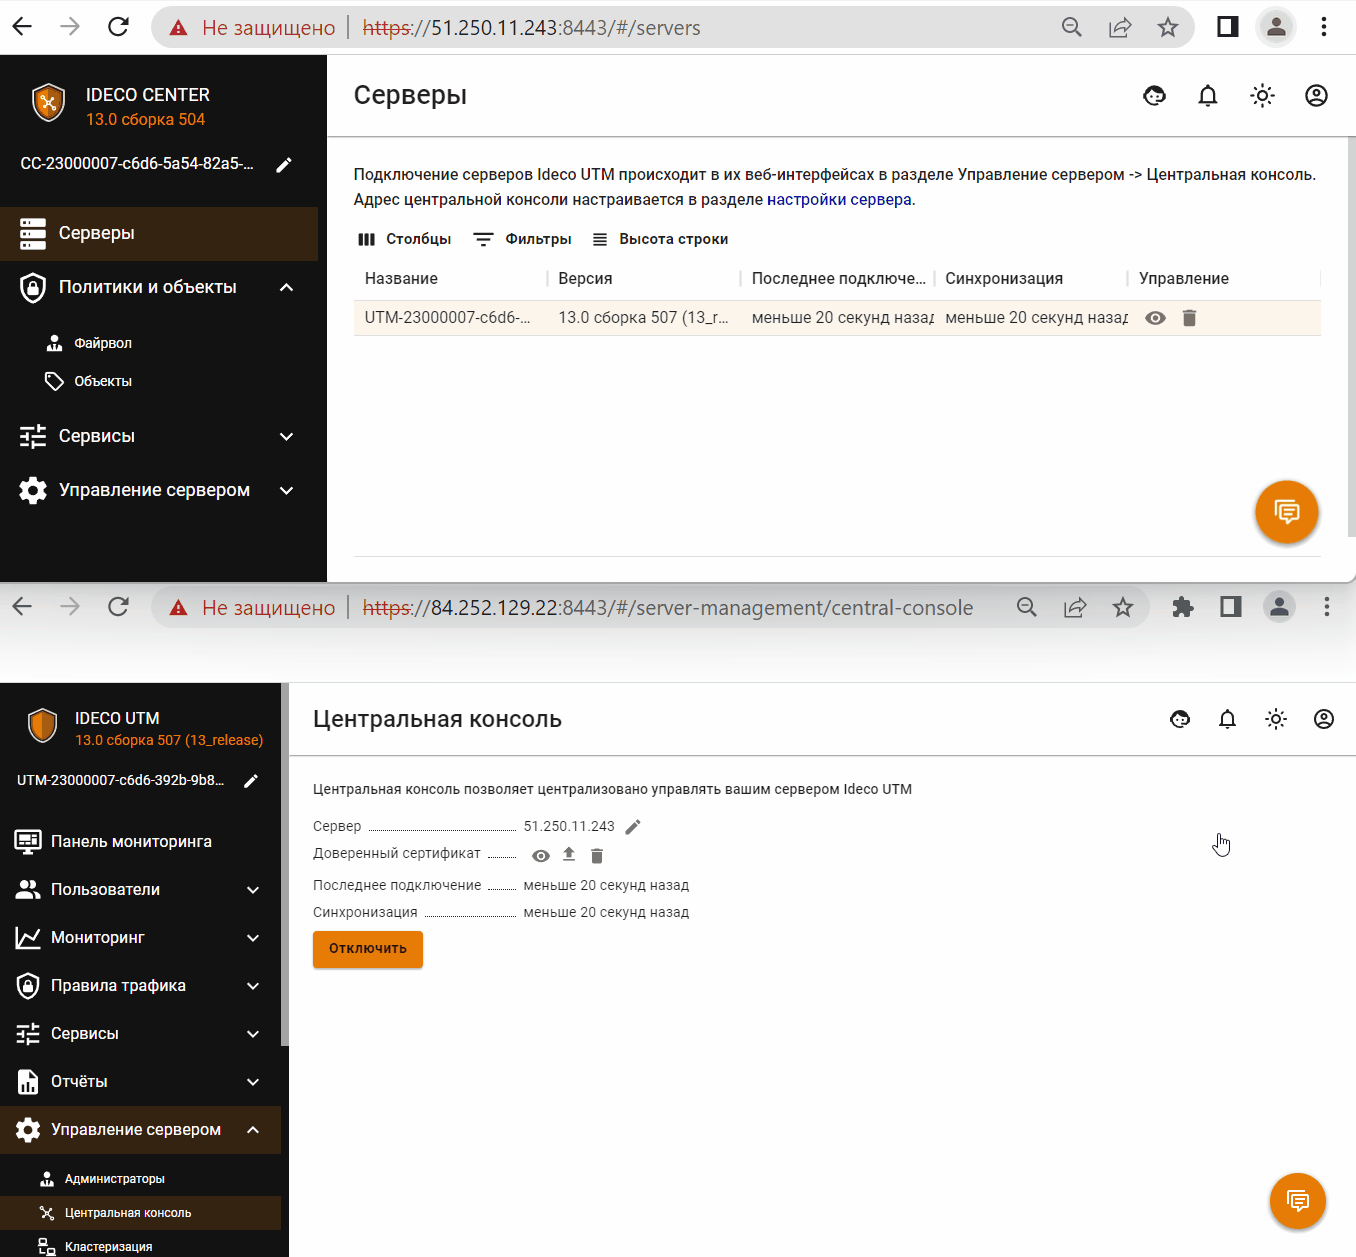 Не защищено https://51.250.11.243:8443/#/servers
IDECO CENTER
13.0 сборка 504
CC-23000007-c6d6-5a54-82a5-...
Серверы
Политики и объекты
Файрвол
Объекты
Сервисы
Управление сервером
Серверы
Подключение серверов Ideco UTM происходит в их веб-интерфейсах в разделе Управление сервером -> Центральная консоль.
Адрес центральной консоли настраивается в разделе настройки сервера.
Столбцы Фильтры Высота строки
Название Версия Последнее подключе... Синхронизация Управление
UTM-23000007-c6d6-... 13.0 сборка 507 (13_r... меньше 20 секунд назад меньше 20 секунд назад
Не защищено https://84.252.129.22:8443/#/server-management/central-console
IDECO UTM
13.0 сборка 507 (13_release)
UTM-23000007-c6d6-392b-9b8...
Панель мониторинга
Пользователи
Мониторинг
Правила трафика
Сервисы
Отчёты
Управление сервером
Администраторы
Центральная консоль
Кластеризация
Центральная консоль
Центральная консоль позволяет централизовано управлять вашим сервером Ideco UTM
Сервер 51.250.11.243
Доверенный сертификат
Последнее подключение меньше 20 секунд назад
Синхронизация меньше 20 секунд назад
Отключить